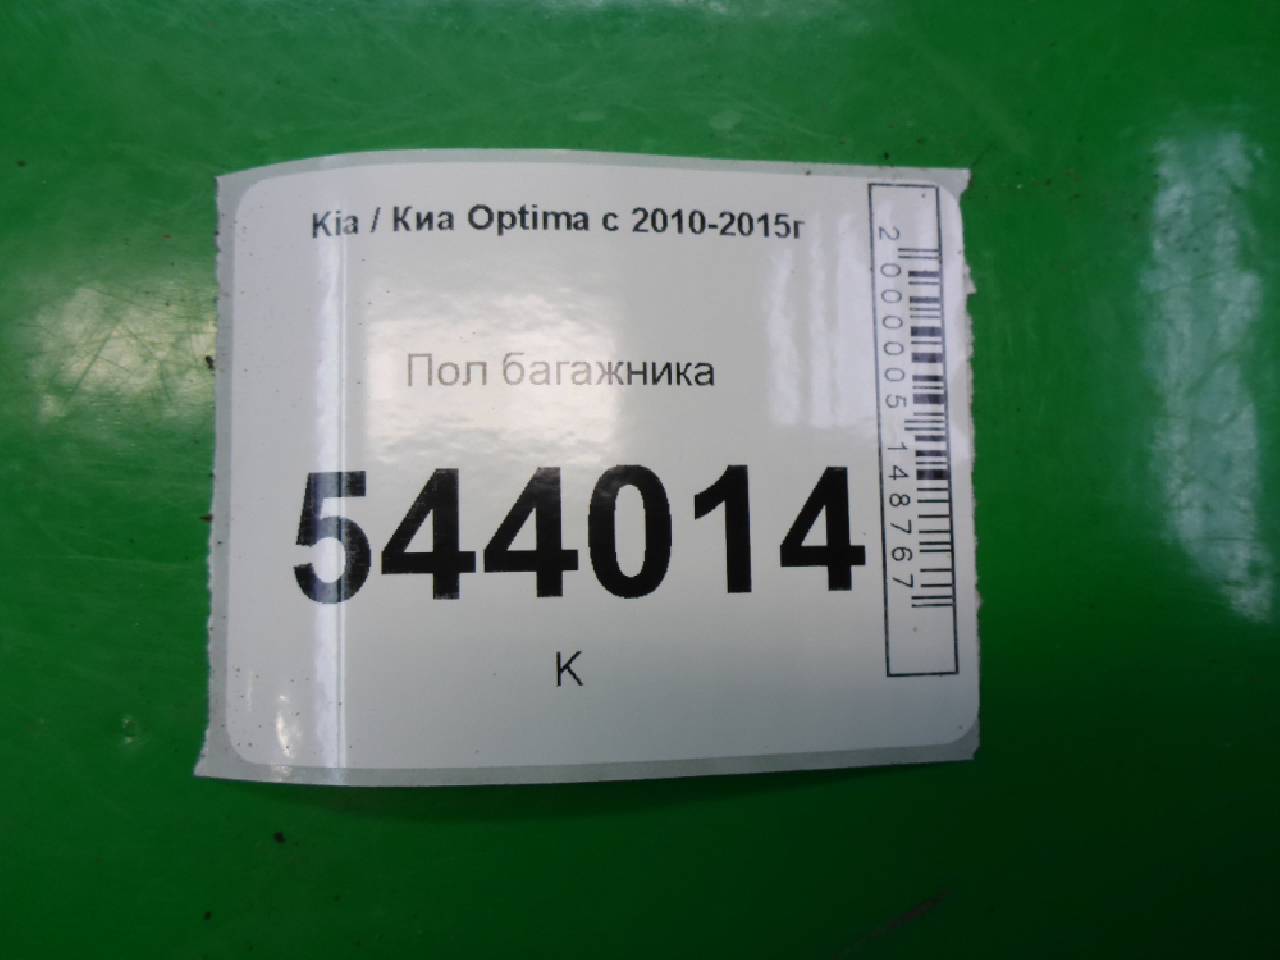 Kia / Киа Optima с 2010-2015г
Пол багажника
544014
К
2000005148767